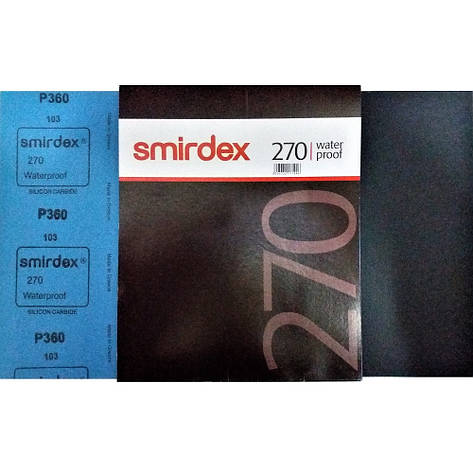 P360
103
smirdex®
270
Waterproof
SILICON CARBIDE
Made in Greece
P360
103
smirdex®
270
Waterproof
SILICON CARBIDE
Made in Greece
P360
103
smirdex 270 water
proof
270